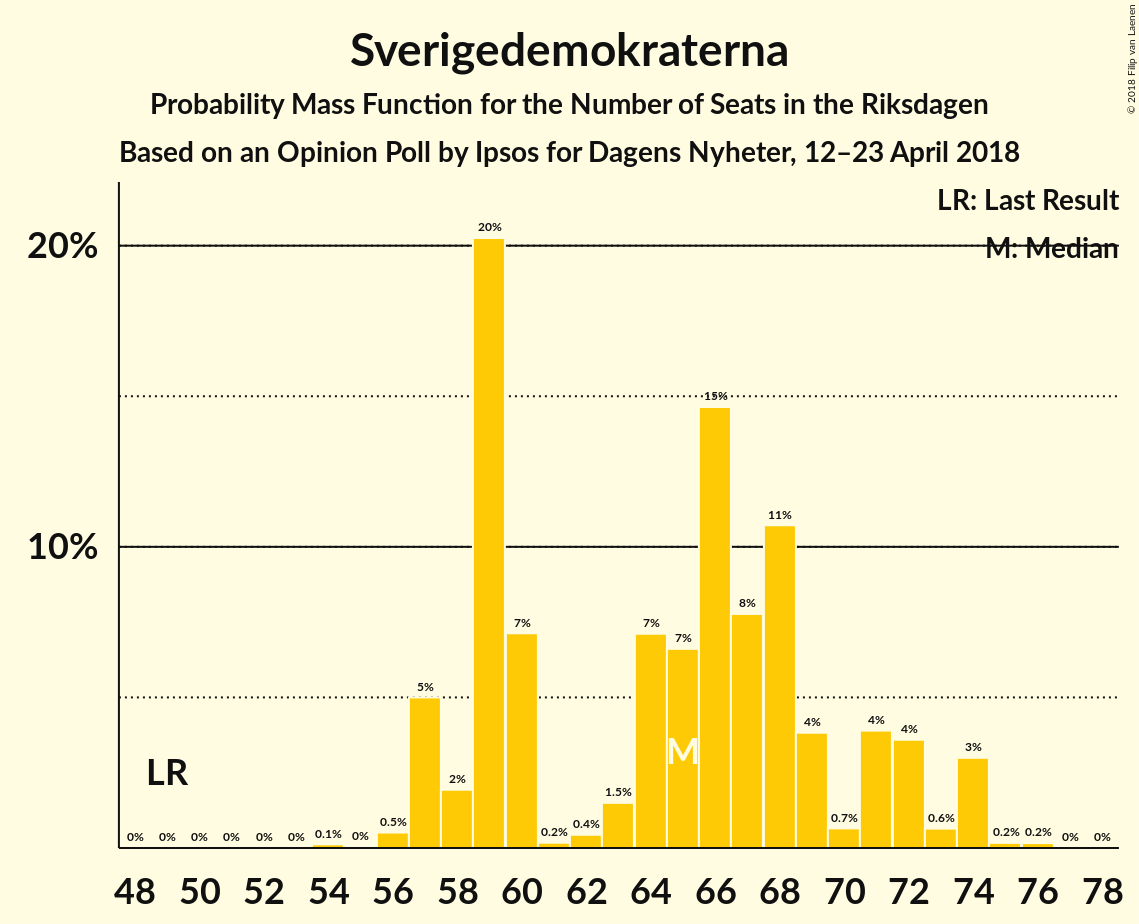 Sverigedemokraterna
Probability Mass Function for the Number of Seats in the Riksdagen
Based on an Opinion Poll by Ipsos for Dagens Nyheter, 12–23 April 2018
© 2018 Filip van Laenen
LR: Last Result
M: Median
20%
10%
0% 0% 0% 0% 0% 0% 0.1% 0% 0.5% 5% 2% 20% 7% 0.2% 0.4% 1.5% 7% 7% 15% 8% 11% 4% 0.7% 4% 4% 0.6% 3% 0.2% 0.2% 0% 0%
LR
M
48 50 52 54 56 58 60 62 64 66 68 70 72 74 76 78